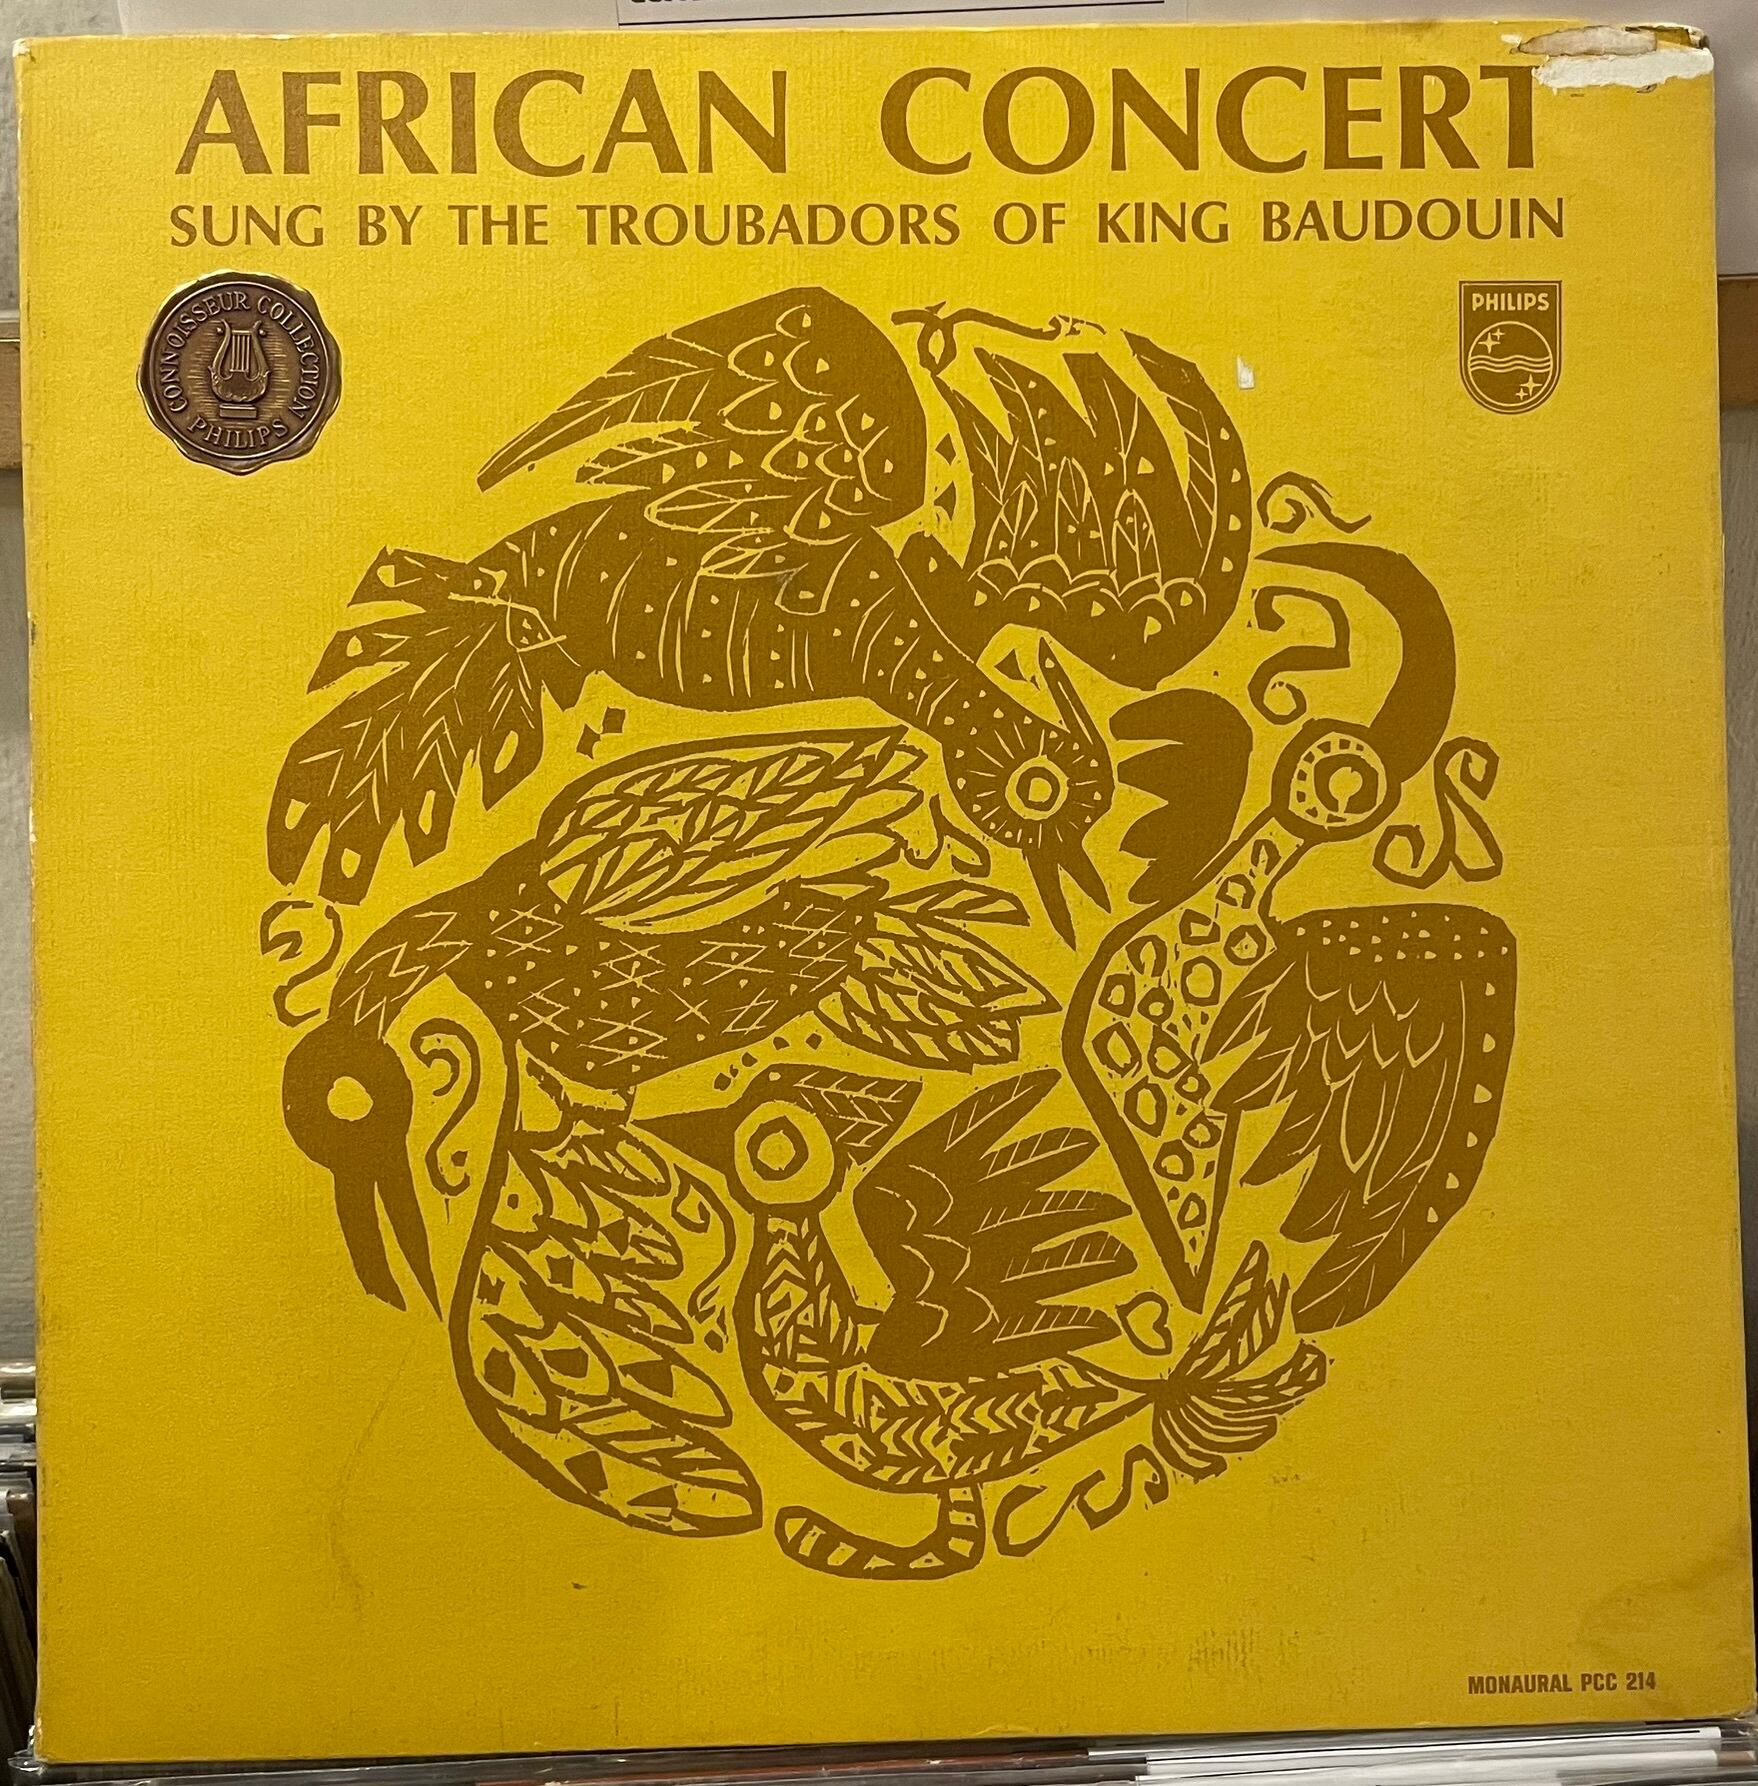 AFRICAN CONCERT
SUNG BY THE TROUBADORS OF KING BAUDOUIN
CONNOISSEUR COLLECTION
PHILIPS
PHILIPS
MONAURAL PCC 214